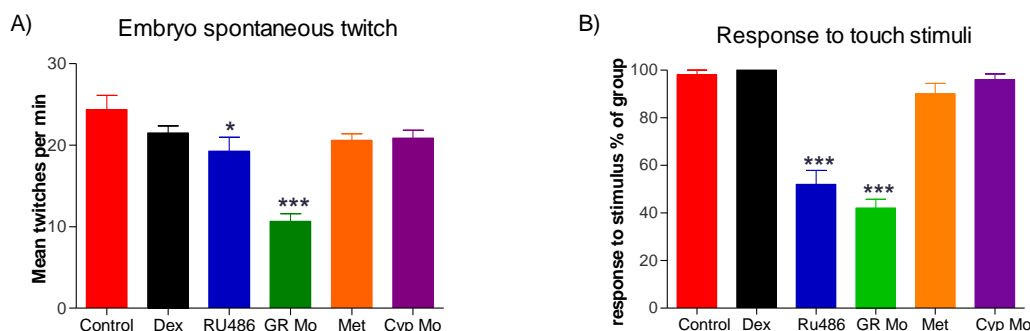 A)
Embryo spontaneous twitch
Mean twitches per min
30
20
10
0
*
***
Control Dex RU486 GR Mo Met Cyp Mo
B)
Response to touch stimuli
response to stimulus % of group
100
80
60
40
20
0
***
***
Control Dex RU486 GR Mo Met Cyp Mo